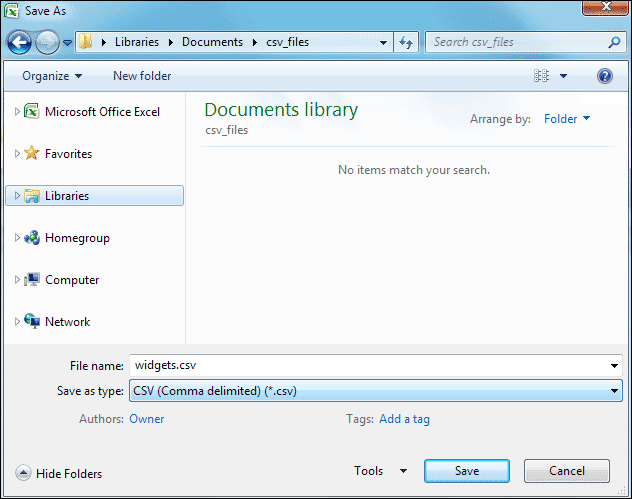 Save As
Libraries Documents csv_files Search csv_files
Organize New folder
Microsoft Office Excel
Favorites
Libraries
Homegroup
Computer
Network
Documents library
csv_files
Arrange by: Folder
No items match your search.
File name: widgets.csv
Save as type: CSV (Comma delimited) (*.csv)
Authors: Owner Tags: Add a tag
Hide Folders Tools Save Cancel